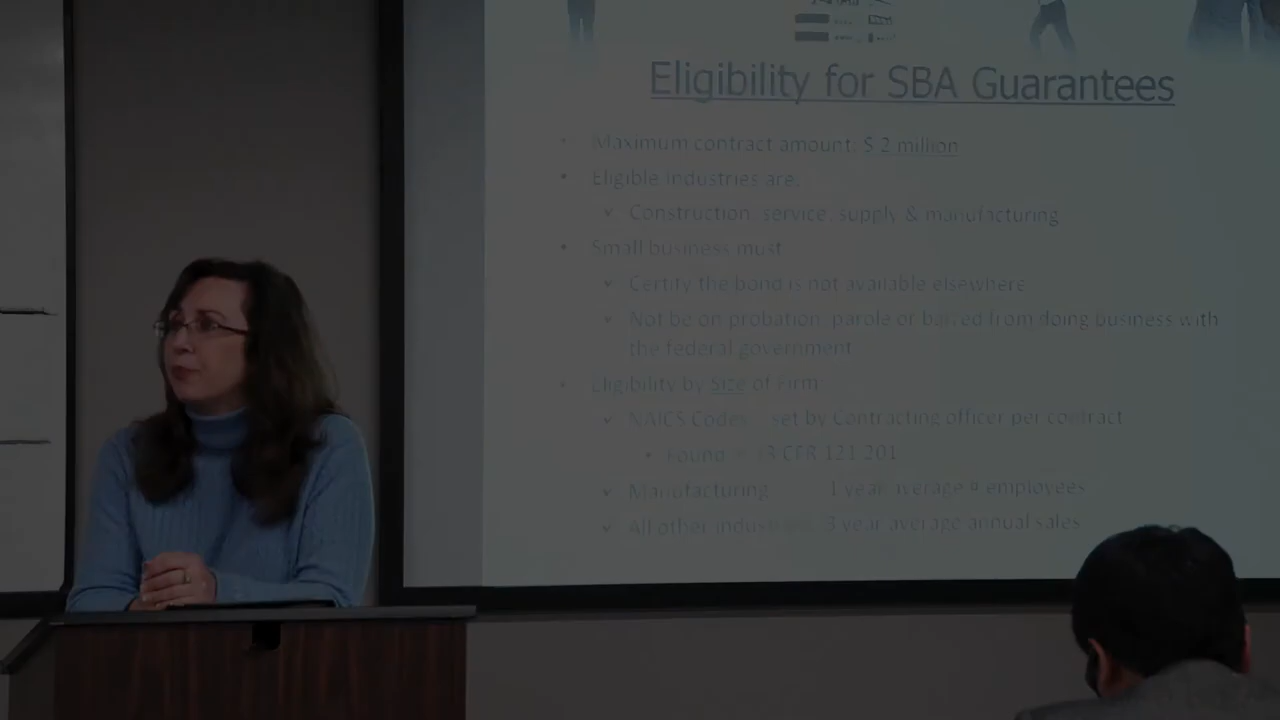 Eligibility for SBA Guarantees
• Maximum contract amount: $ 2 million
• Eligible Industries are:
✓ Construction, service, supply & manufacturing
• Small business must
✓ Certify the bond is not available elsewhere
✓ Not be on probation, parole or barred from doing business with
the federal government
• Eligibility by Size of Firm
✓ NAICS Codes set by Contracting officer per contract
• Found 13 CFR 121.201
✓ Manufacturing 1 year average # employees
✓ All other 3 year average annual sales